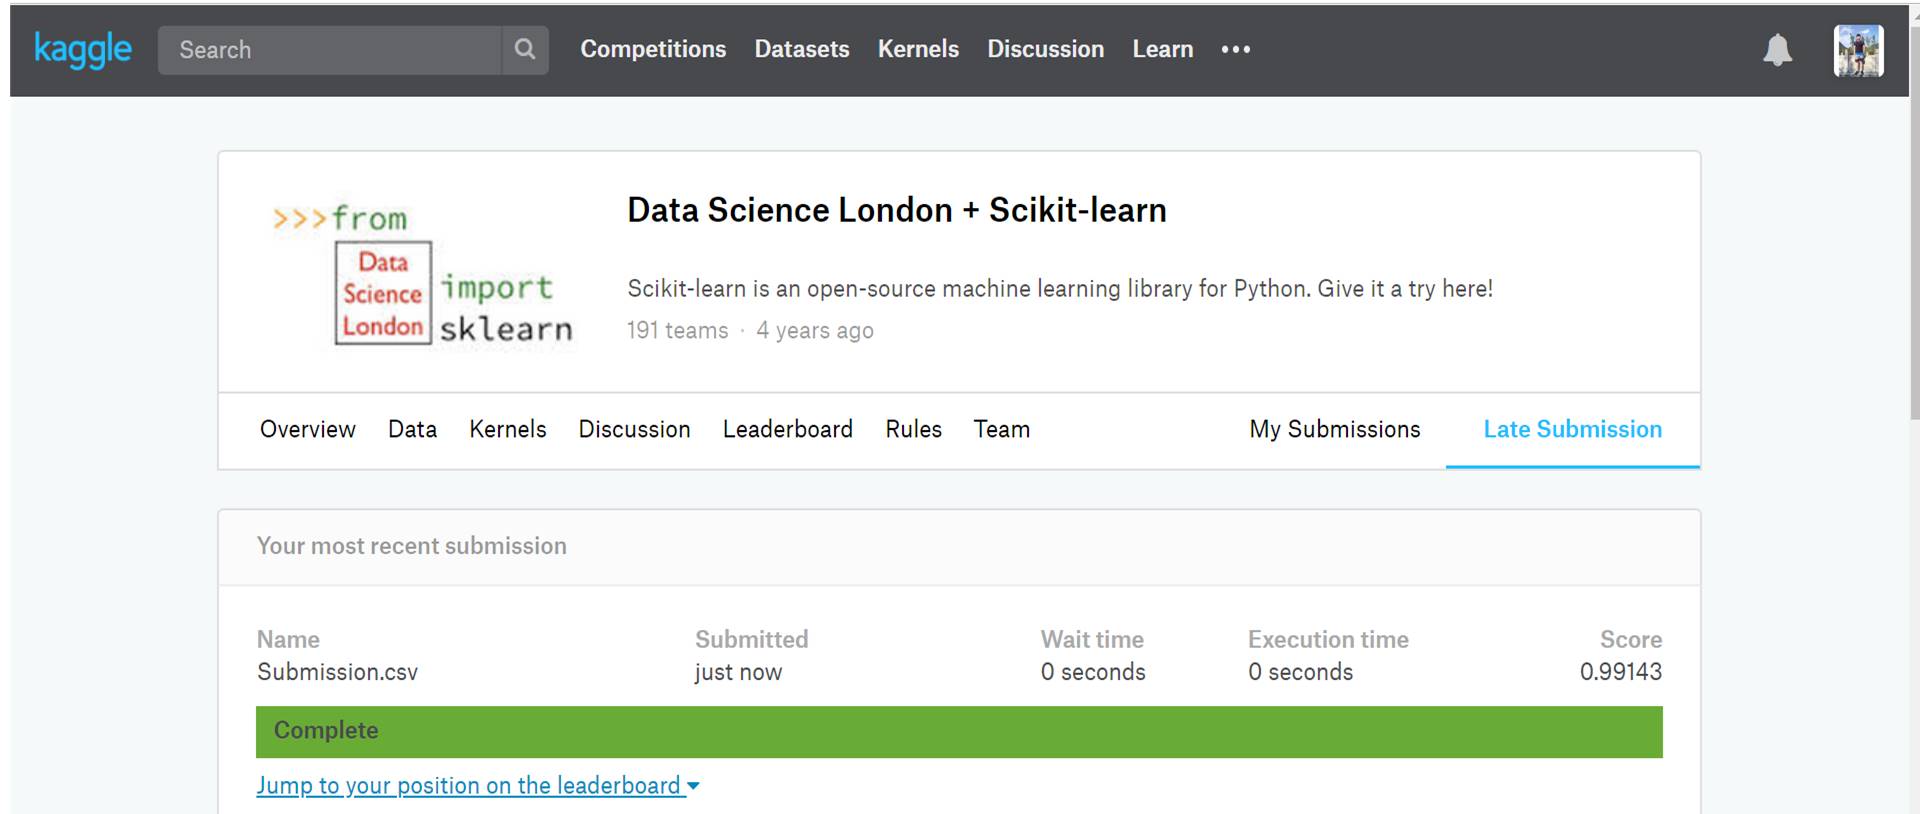 kaggle Search Competitions Datasets Kernels Discussion Learn •••
>>>from
Data
Science
London
import
sklearn
Data Science London + Scikit-learn
Scikit-learn is an open-source machine learning library for Python. Give it a try here!
191 teams · 4 years ago
Overview Data Kernels Discussion Leaderboard Rules Team My Submissions Late Submission
Your most recent submission
Name Submitted Wait time Execution time Score
Submission.csv just now 0 seconds 0 seconds 0.99143
Complete
Jump to your position on the leaderboard